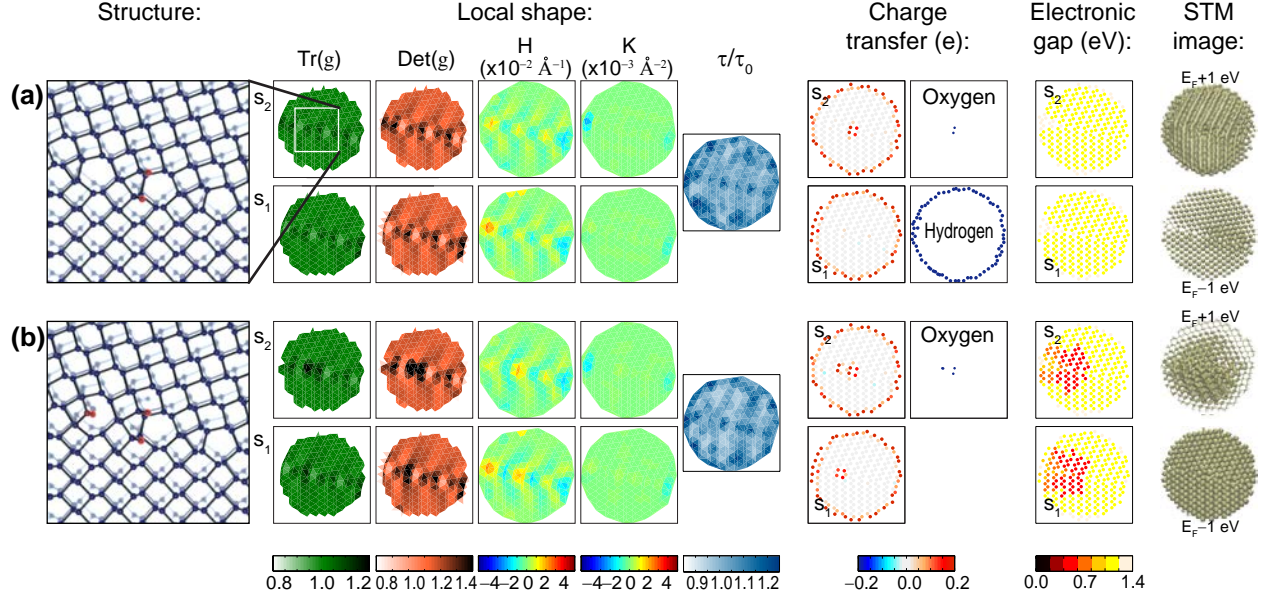 Structure: Local shape: Charge transfer (e): Electronic gap (eV): STM image:
Tr(g) Det(g) H (x10⁻² Å⁻¹) K (x10⁻³ Å⁻²) τ/τ₀
(a)
S₂ S₂ Oxygen S₂ E_F+1 eV
S₁ S₁ Hydrogen S₁ E_F−1 eV
(b)
S₂ S₂ Oxygen S₂ E_F+1 eV
S₁ S₁ S₁ E_F−1 eV
0.8 1.0 1.2 0.8 1.0 1.2 1.4 −4−2 0 2 4 −4−2 0 2 4 0.9 1.0 1.1 1.2 −0.2 0.0 0.2 0.0 0.7 1.4